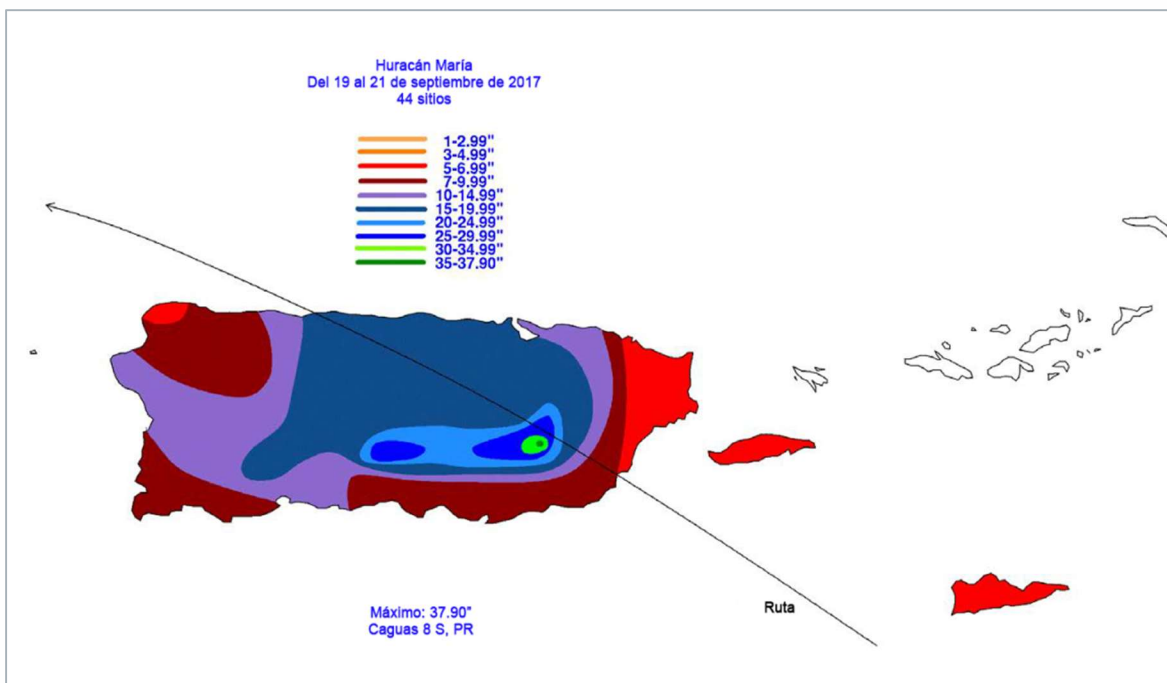 Huracán María
Del 19 al 21 de septiembre de 2017
44 sitios
1-2.99"
3-4.99"
5-6.99"
7-9.99"
10-14.99"
15-19.99"
20-24.99"
25-29.99"
30-34.99"
35-37.90"
Ruta
Máximo: 37.90"
Caguas 8 S, PR